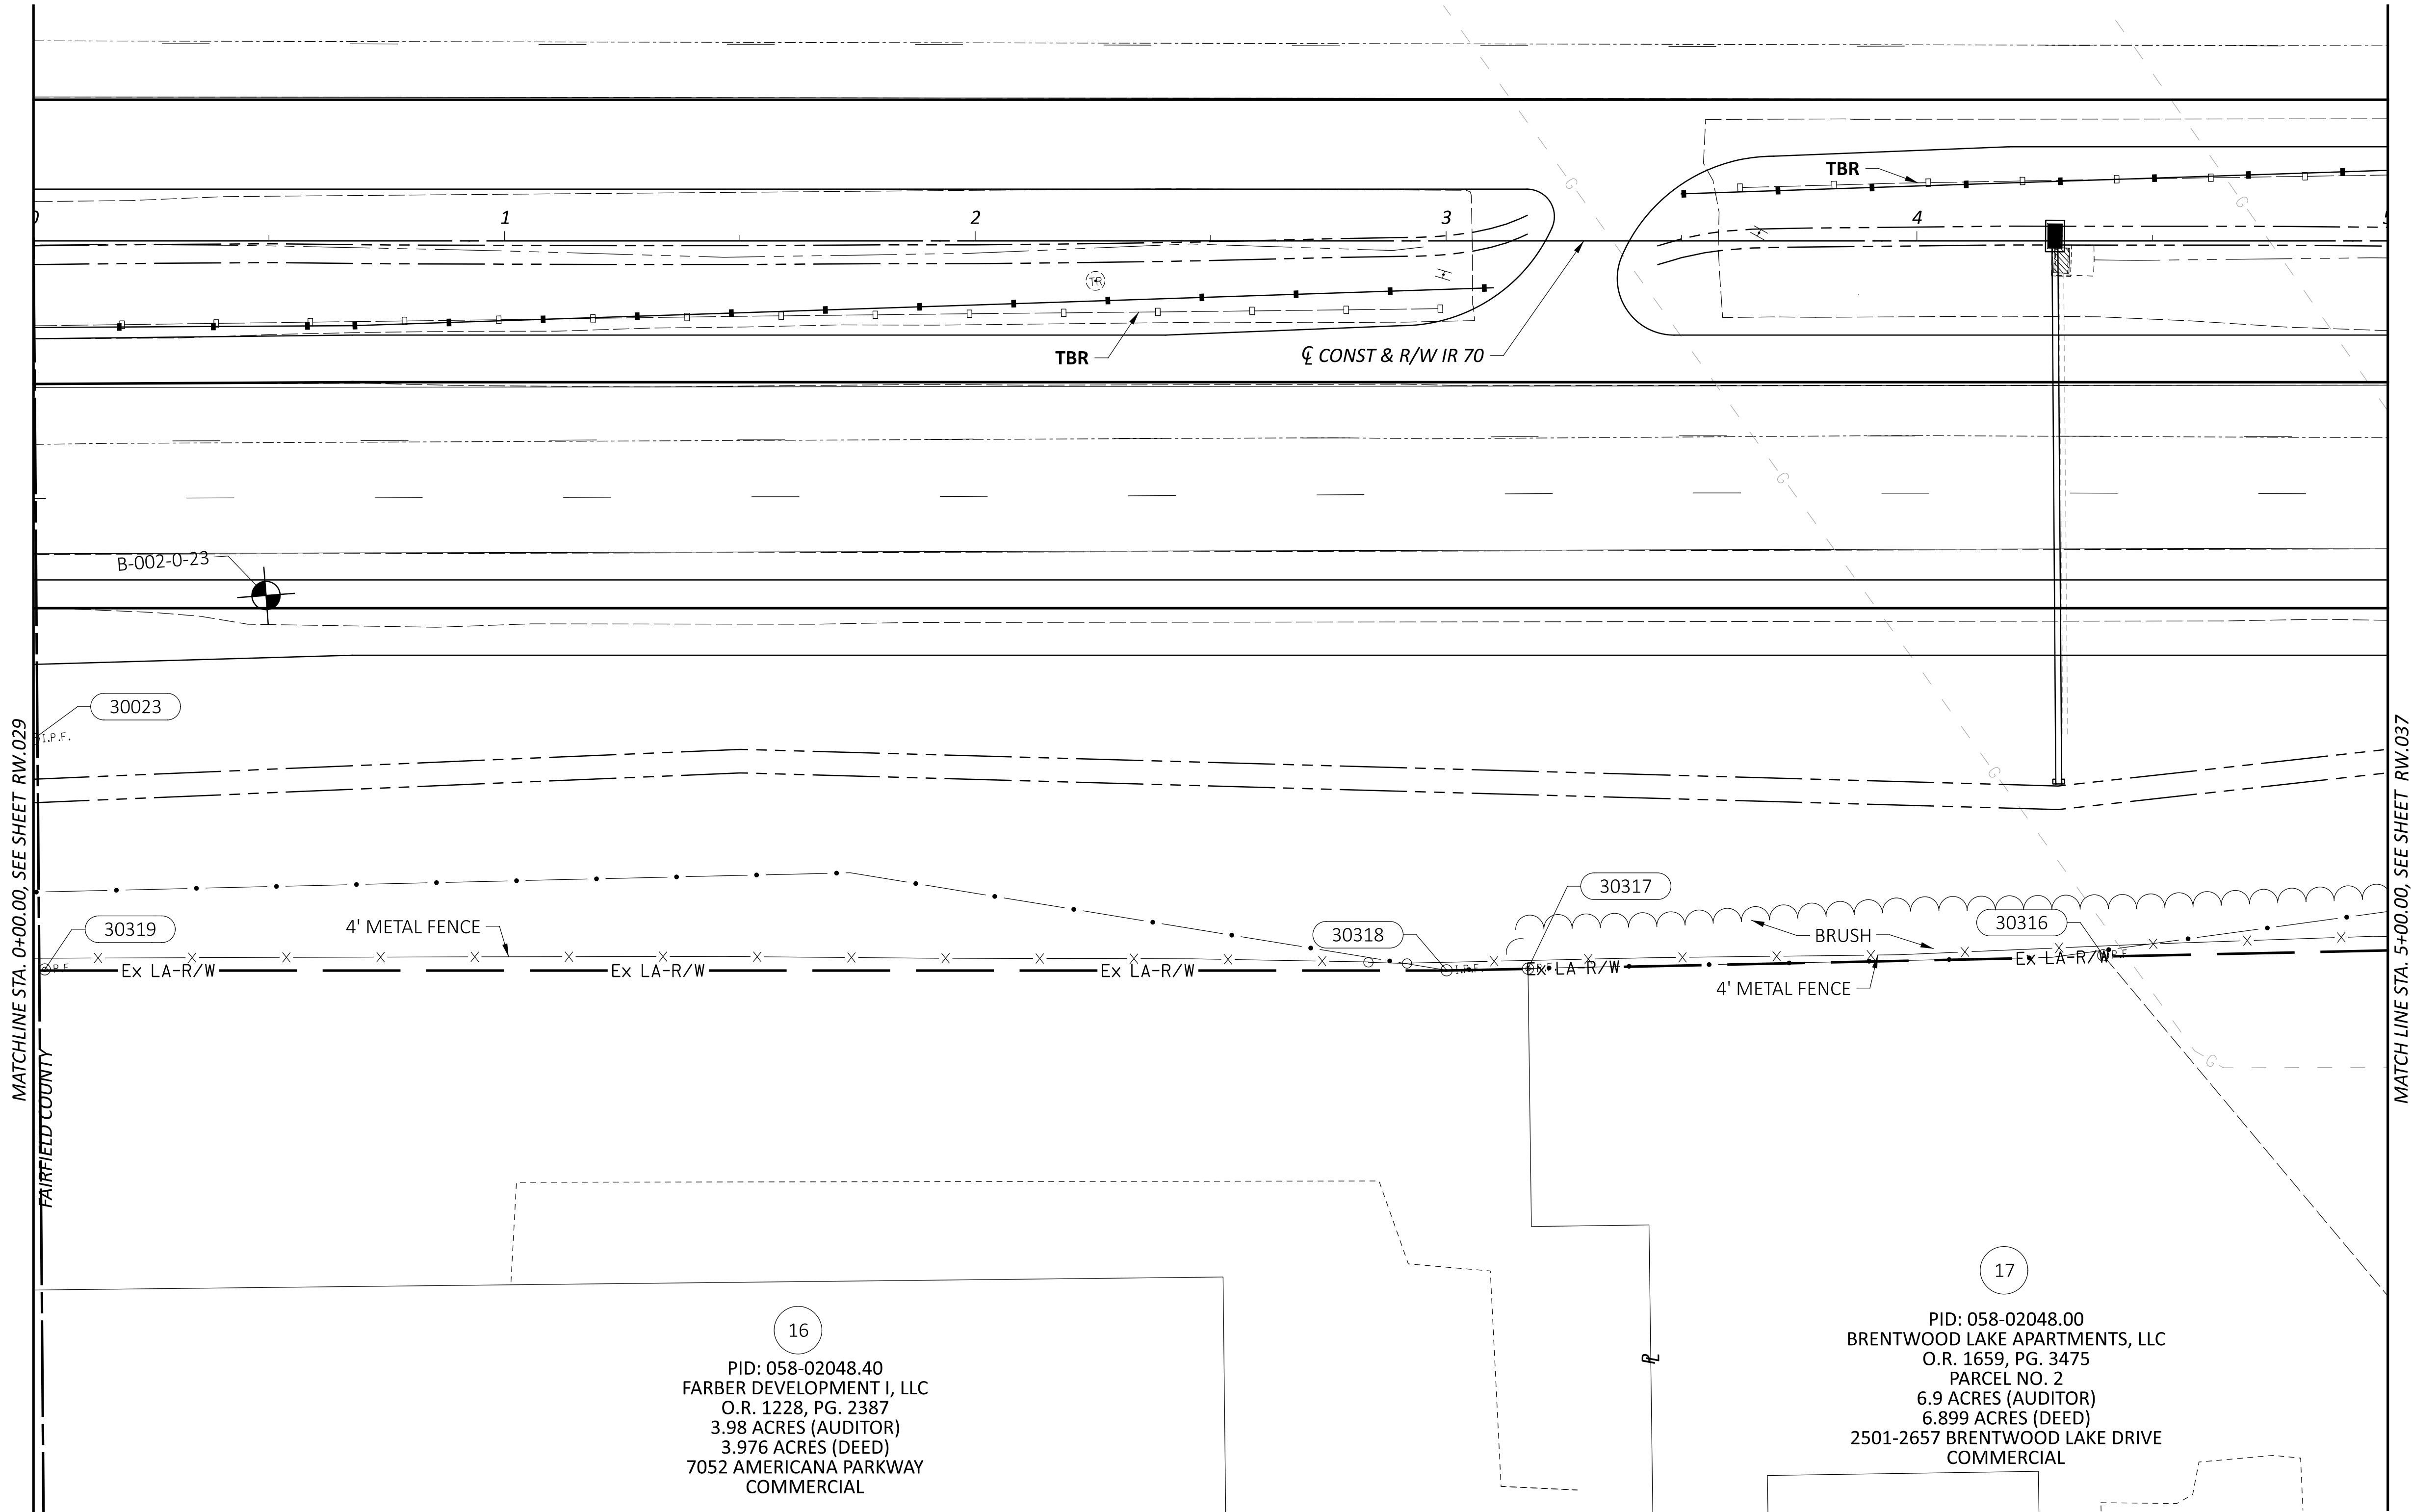 TBR
0
1
2
3
4
5
TR
TBR
℄ CONST & R/W IR 70
G
G
G
G
G
B-002-0-23
30023
I.P.F.
MATCHLINE STA. 0+00.00, SEE SHEET RW.029
MATCH LINE STA. 5+00.00, SEE SHEET RW.037
FAIRFIELD COUNTY
30319
4' METAL FENCE
30318
30317
BRUSH
30316
Ex LA-R/W
Ex LA-R/W
Ex LA-R/W
I.P.F.
Ex LA-R/W
Ex LA-R/W
4' METAL FENCE
16
PID: 058-02048.40
FARBER DEVELOPMENT I, LLC
O.R. 1228, PG. 2387
3.98 ACRES (AUDITOR)
3.976 ACRES (DEED)
7052 AMERICANA PARKWAY
COMMERCIAL
PL
17
PID: 058-02048.00
BRENTWOOD LAKE APARTMENTS, LLC
O.R. 1659, PG. 3475
PARCEL NO. 2
6.9 ACRES (AUDITOR)
6.899 ACRES (DEED)
2501-2657 BRENTWOOD LAKE DRIVE
COMMERCIAL